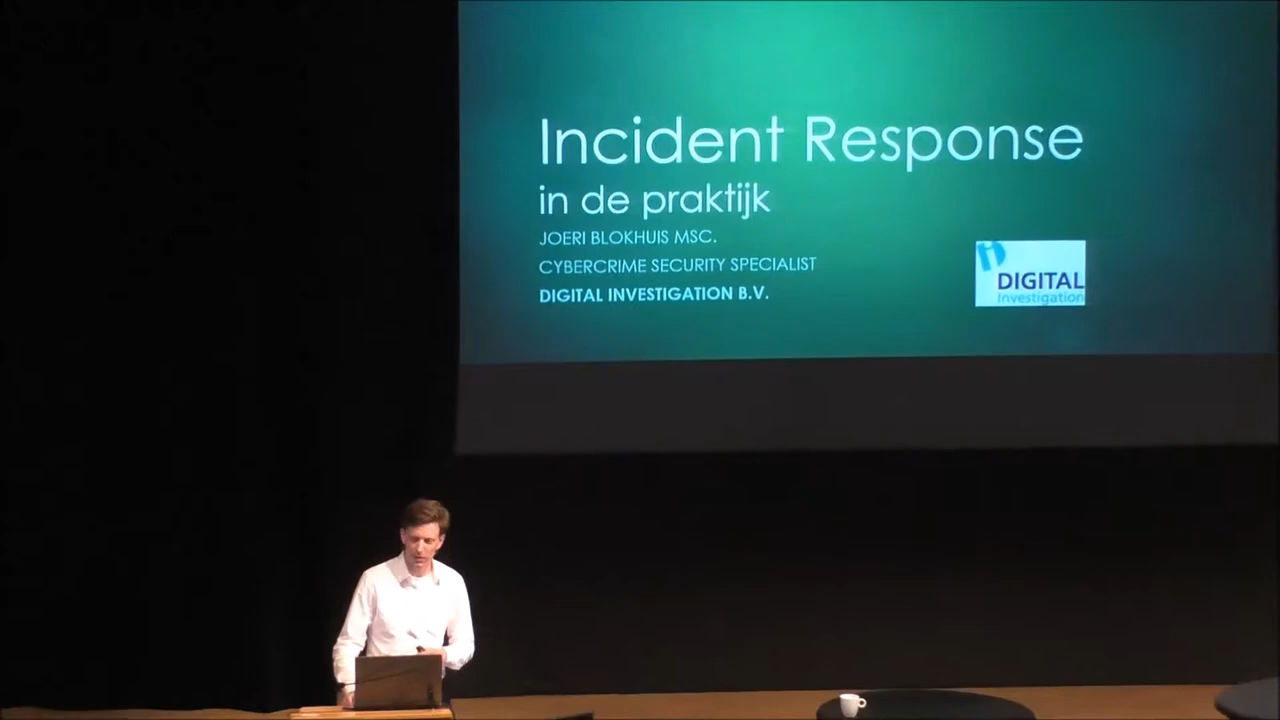 Incident Response
in de praktijk
JOERI BLOKHUIS MSC.
CYBERCRIME SECURITY SPECIALIST
DIGITAL INVESTIGATION B.V.
DIGITAL
Investigation